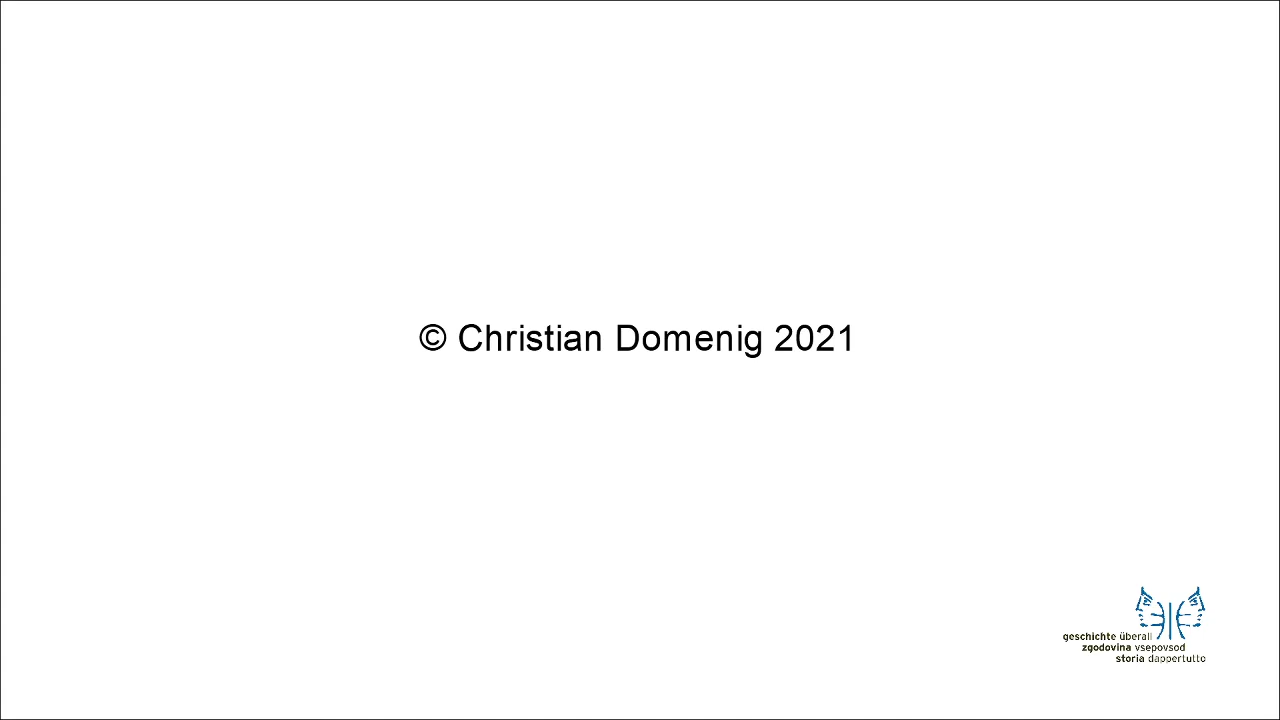 © Christian Domenig 2021
geschichte überall
zgodovina vsepovsod
storia dappertutto